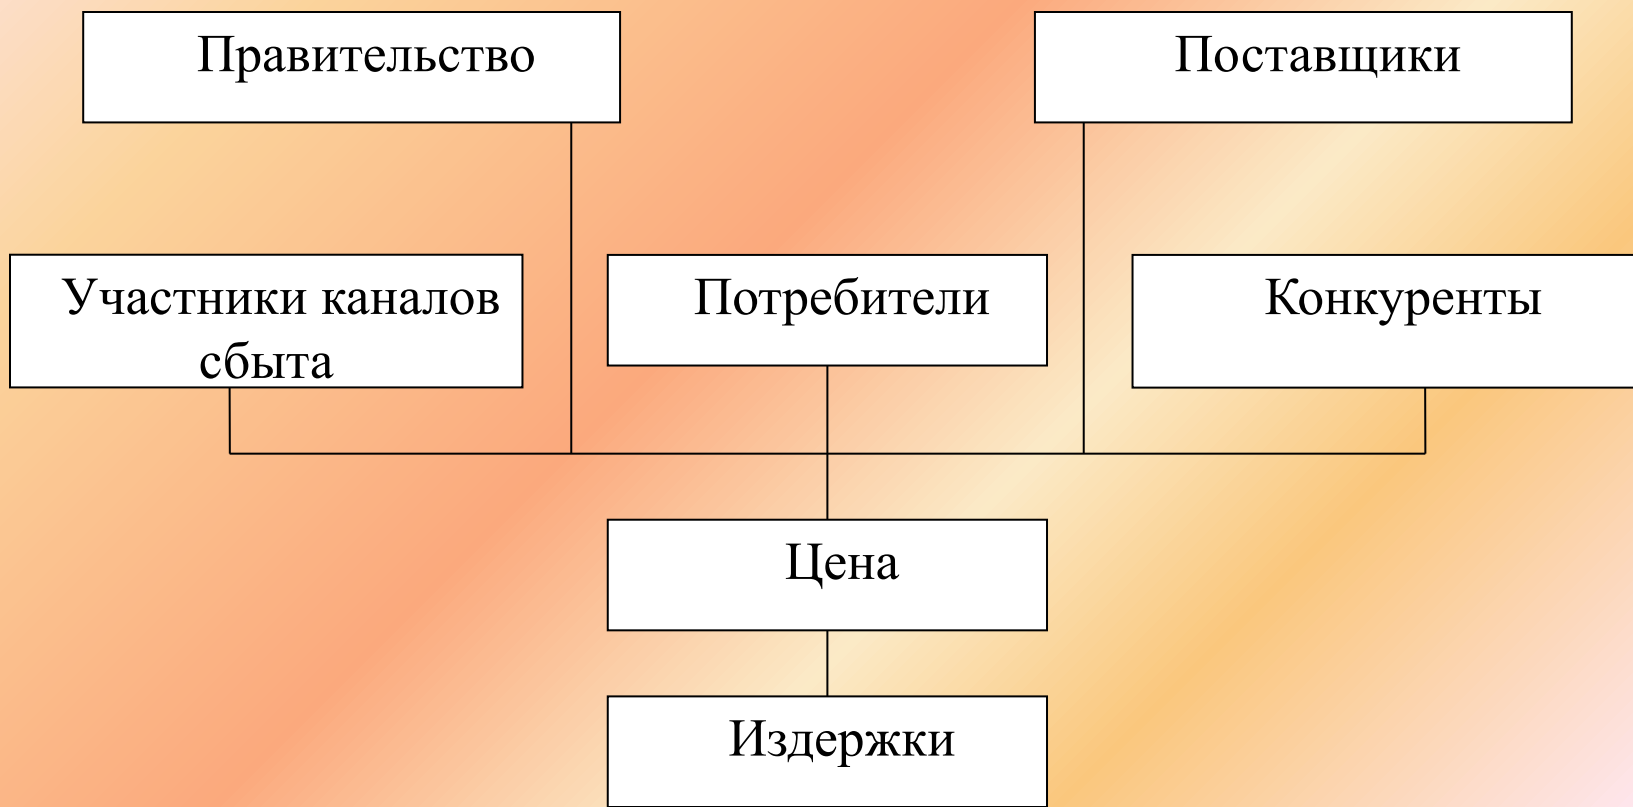 Правительство
Поставщики
Участники каналов
сбыта
Потребители
Конкуренты
Цена
Издержки